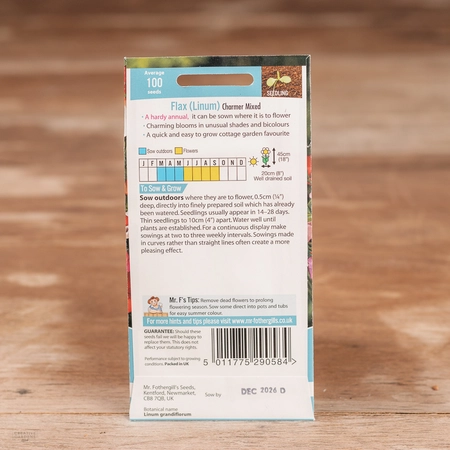 Average
100
seeds
SEEDLING
Flax (Linum) Charmer Mixed
· A hardy annual, it can be sown where it is to flower
· Charming blooms in unusual shades and bicolours
· A quick and easy to grow cottage garden favourite
Sow outdoors Flowers
J F M A M J J A S O N D
45cm
(18")
20cm (8")
Well drained soil
To Sow & Grow
Sow outdoors where they are to flower, 0.5cm (¼")
deep, directly into finely prepared soil which has already
been watered. Seedlings usually appear in 14-28 days.
Thin seedlings to 10cm (4") apart. Water well until
plants are established. For a continuous display make
sowings at two to three weekly intervals. Sowings made
in curves rather than straight lines often create a more
pleasing effect.
Mr. F's Tips: Remove dead flowers to prolong
flowering season. Sow some direct into pots and tubs
for easy summer colour.
For more hints and tips please visit www.mr-fothergills.co.uk
GUARANTEE: Should these
seeds fail we will be happy to
replace them. This does not
affect your statutory rights.
Performance subject to growing
conditions. Packed in UK
5 011775 290584 >
Mr. Fothergill's Seeds,
Kentford, Newmarket,
CB8 7QB, UK
Sow by DEC 2026 D
Botanical name
Linum grandiflorum